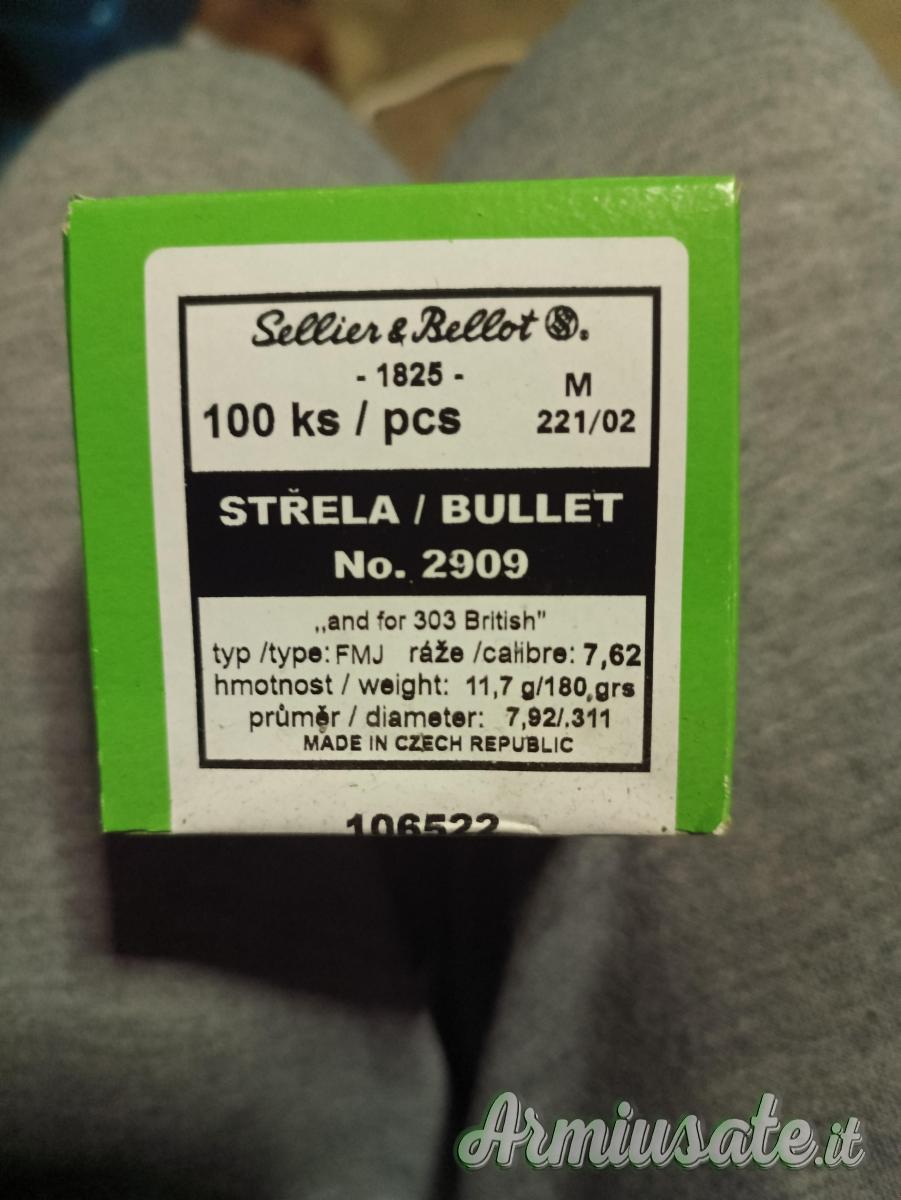 Sellier & Bellot
- 1825 -
M
100 ks / pcs
221/02
STŘELA / BULLET
No. 2909
„and for 303 British"
typ /type: FMJ ráže /calibre: 7,62
hmotnost / weight: 11,7 g/180 grs
průměr / diameter: 7,92/.311
MADE IN CZECH REPUBLIC
106522
Armiusate.it